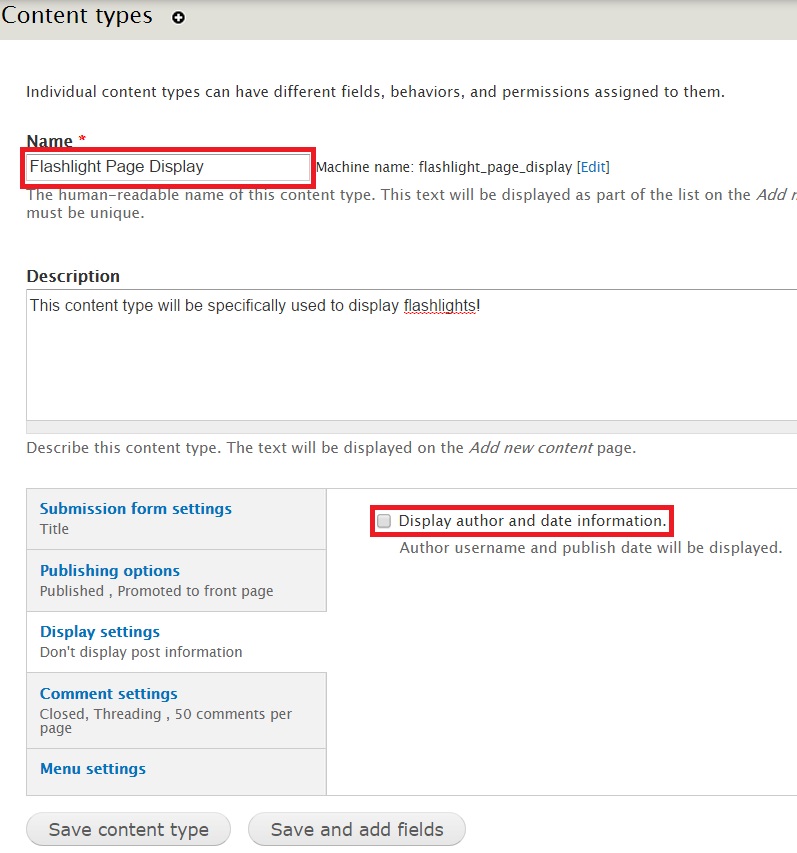 Content types
Individual content types can have different fields, behaviors, and permissions assigned to them.
Name *
Flashlight Page Display Machine name: flashlight_page_display [Edit]
The human-readable name of this content type. This text will be displayed as part of the list on the Add
must be unique.
Description
This content type will be specifically used to display flashlights!
Describe this content type. The text will be displayed on the Add new content page.
Submission form settings
Title
Publishing options
Published , Promoted to front page
Display settings
Don't display post information
Comment settings
Closed, Threading , 50 comments per
page
Menu settings
Display author and date information.
Author username and publish date will be displayed.
Save content type Save and add fields